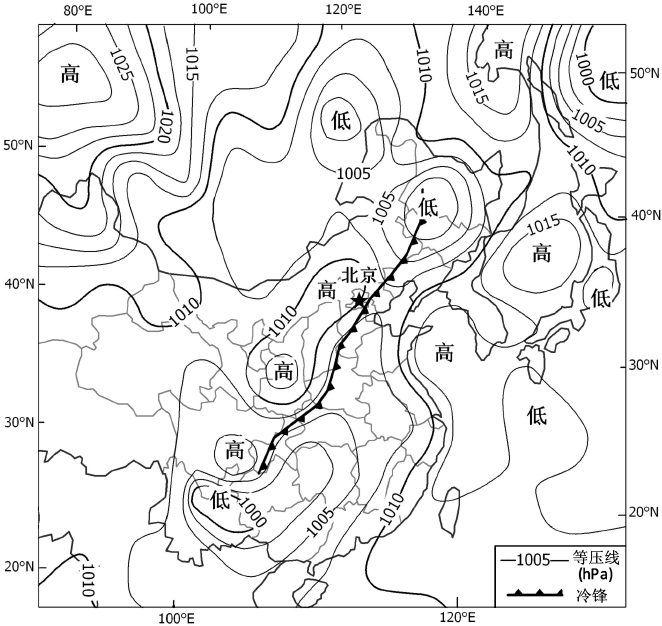 80°E 100°E 120°E 140°E
高 1025 1015 1010 高 1000 低 50°N
1015
1020 低 1005
50°N 1010
1005
1005 低 40°N
1015
高
40°N 北京
高 低
1010 1010
高 高 30°N
低
30°N
高
低 1000
1005 1010 20°N
20°N 1010
—1005— 等压线
(hPa)
冷锋
100°E 120°E